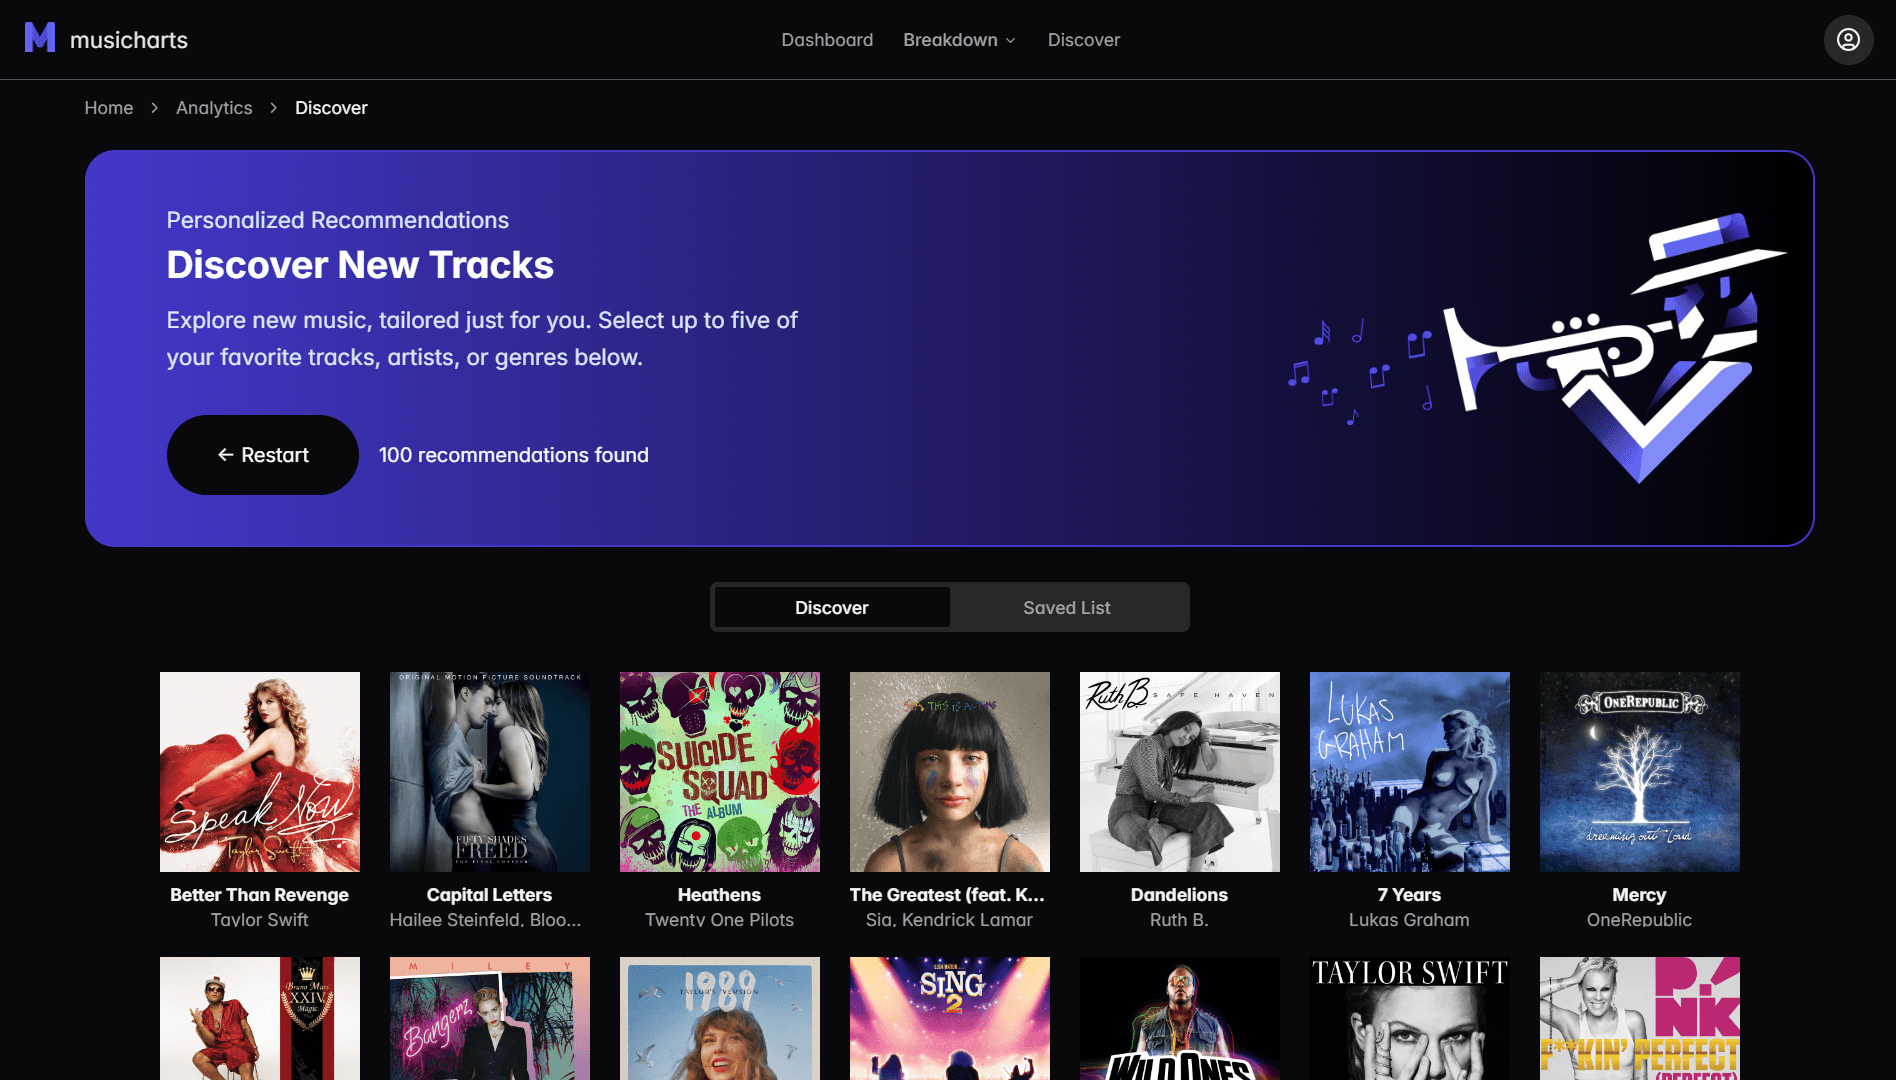 musicharts
Dashboard
Breakdown
Discover
Home
Analytics
Discover
Personalized Recommendations
Discover New Tracks
Explore new music, tailored just for you. Select up to five of
your favorite tracks, artists, or genres below.
← Restart
100 recommendations found
Discover
Saved List
Speak Now
Taylor Swift
ORIGINAL MOTION PICTURE SOUNDTRACK
FIFTY SHADES
FREED
SUICIDE
SQUAD
THE ALBUM
THIS IS ACTING
Ruth B. SAFE HAVEN
LUKAS
GRAHAM
ONEREPUBLIC
dreaming out loud
Better Than Revenge
Capital Letters
Heathens
The Greatest (feat. K...
Dandelions
7 Years
Mercy
Taylor Swift
Hailee Steinfeld, Bloo...
Twenty One Pilots
Sia, Kendrick Lamar
Ruth B.
Lukas Graham
OneRepublic
Bruno Mars
XXIV
Magic
MILEY
Bangerz
1989
TAYLOR'S VERSION
SING
2
WILD ONES
TAYLOR SWIFT
P!NK
F**KIN' PERFECT
(PERFECT)